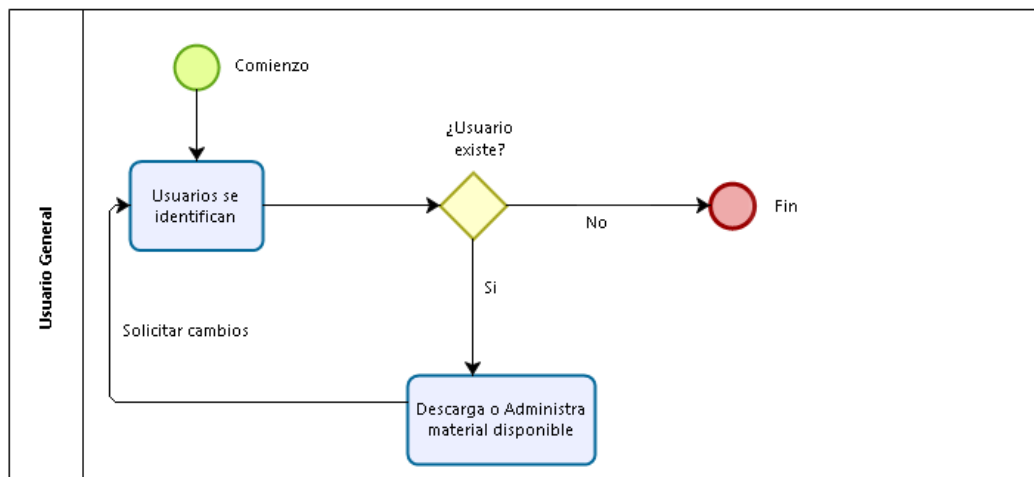 Usuario General
Comienzo
Usuarios se
identifican
¿Usuario
existe?
No
Fin
Si
Solicitar cambios
Descarga o Administra
material disponible